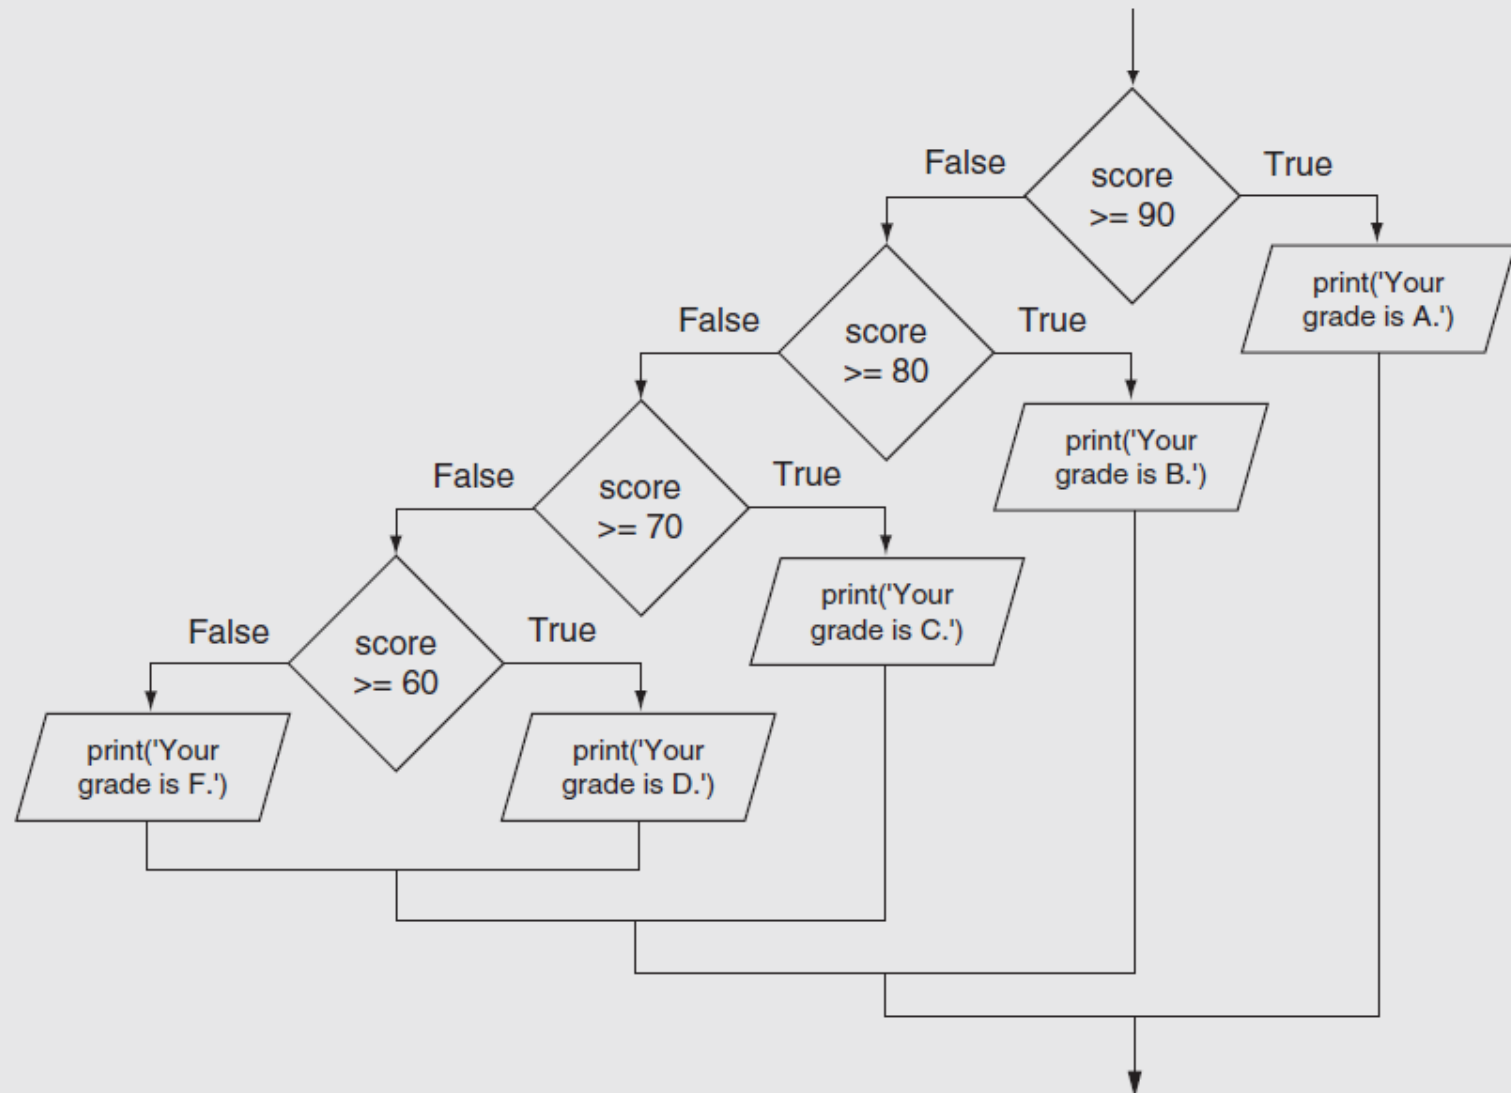 False
True
score
>= 90
print('Your
grade is A.')
False
True
score
>= 80
print('Your
grade is B.')
False
True
score
>= 70
print('Your
grade is C.')
False
True
score
>= 60
print('Your
grade is F.')
print('Your
grade is D.')